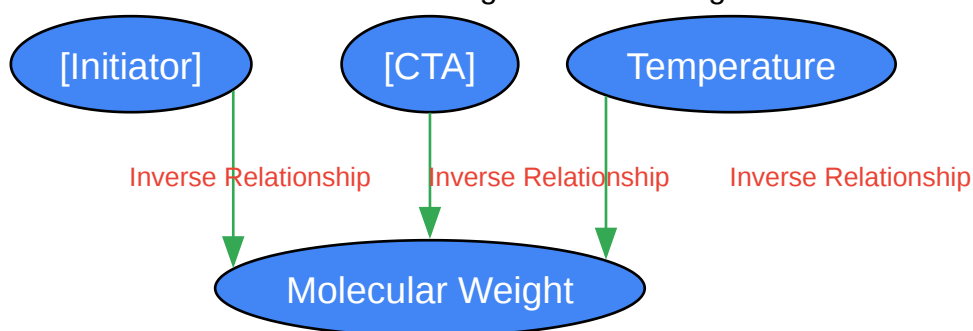 [Initiator] [CTA] Temperature
Inverse Relationship Inverse Relationship Inverse Relationship
Molecular Weight